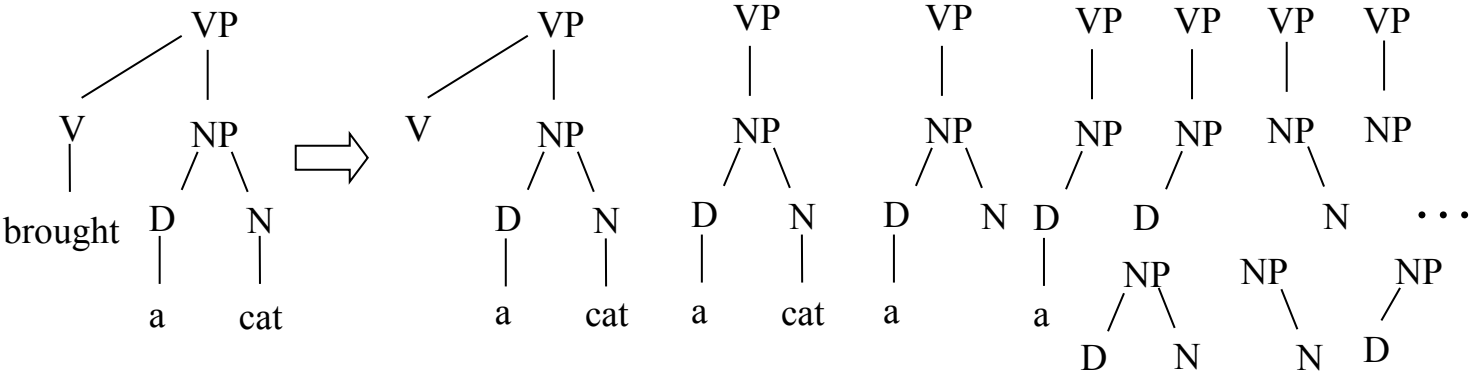 VP VP VP VP VP VP VP VP
V NP V NP NP NP NP NP NP NP
brought D N D N D N D N D D N ...
NP NP NP
a cat a cat a cat a a
D N N D